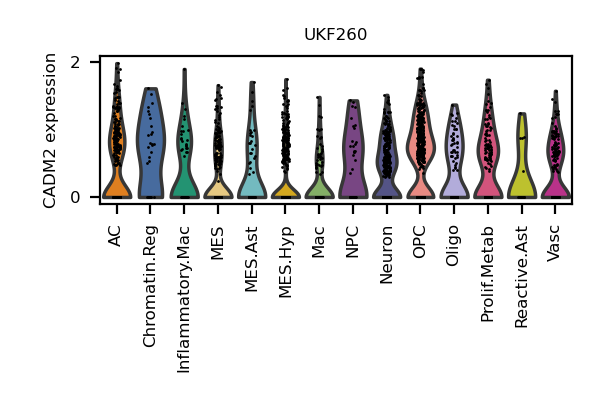 UKF260
CADM2 expression
2
0
AC
Chromatin.Reg
Inflammatory.Mac
MES
MES.Ast
MES.Hyp
Mac
NPC
Neuron
OPC
Oligo
Prolif.Metab
Reactive.Ast
Vasc